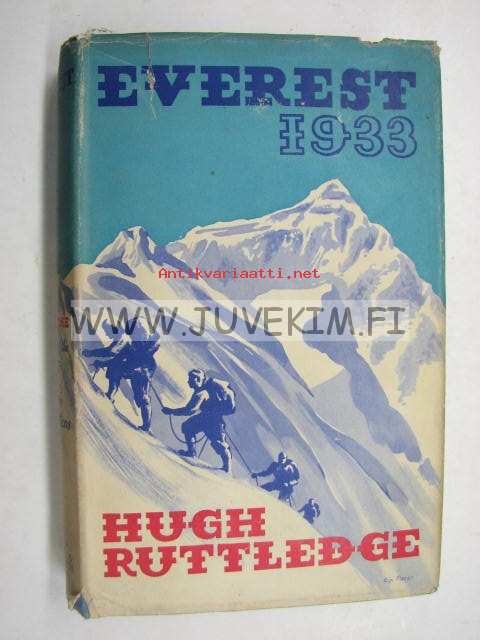 EVEREST
1933
Antikvariaatti.net
WWW.JUVEKIM.FI
HUGH
RUTTLEDGE